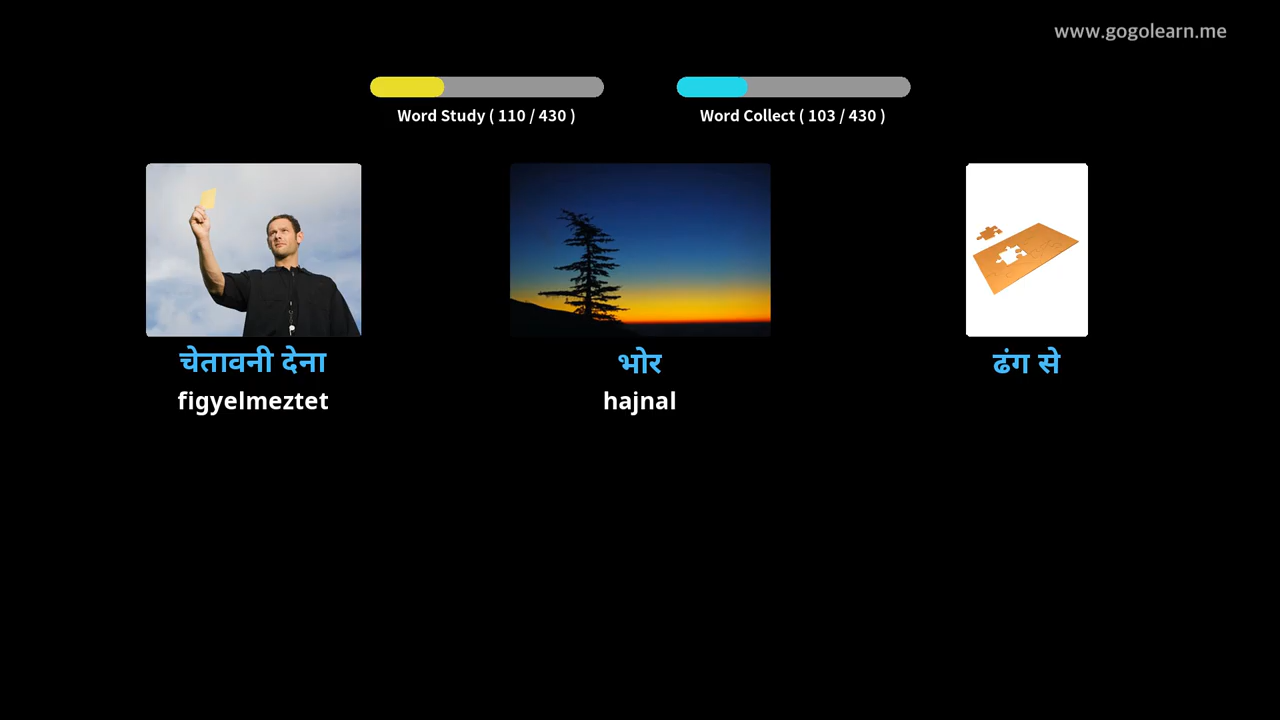 www.gogolearn.me
Word Study ( 110 / 430 )
Word Collect ( 103 / 430 )
चेतावनी देना
भोर
ढंग से
figyelmeztet
hajnal